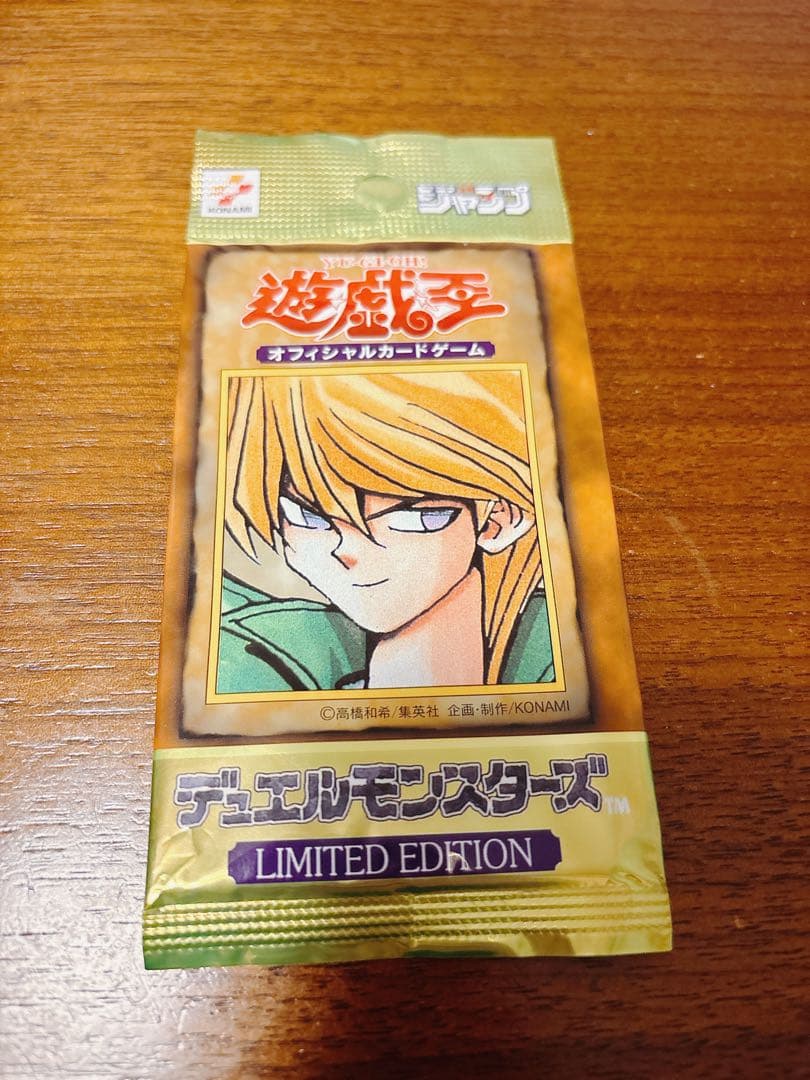 KONAMI
ジャンプ
YU-GI-OH!
遊戯王
オフィシャルカードゲーム
©高橋和希/集英社 企画・制作/KONAMI
デュエルモンスターズ™
LIMITED EDITION